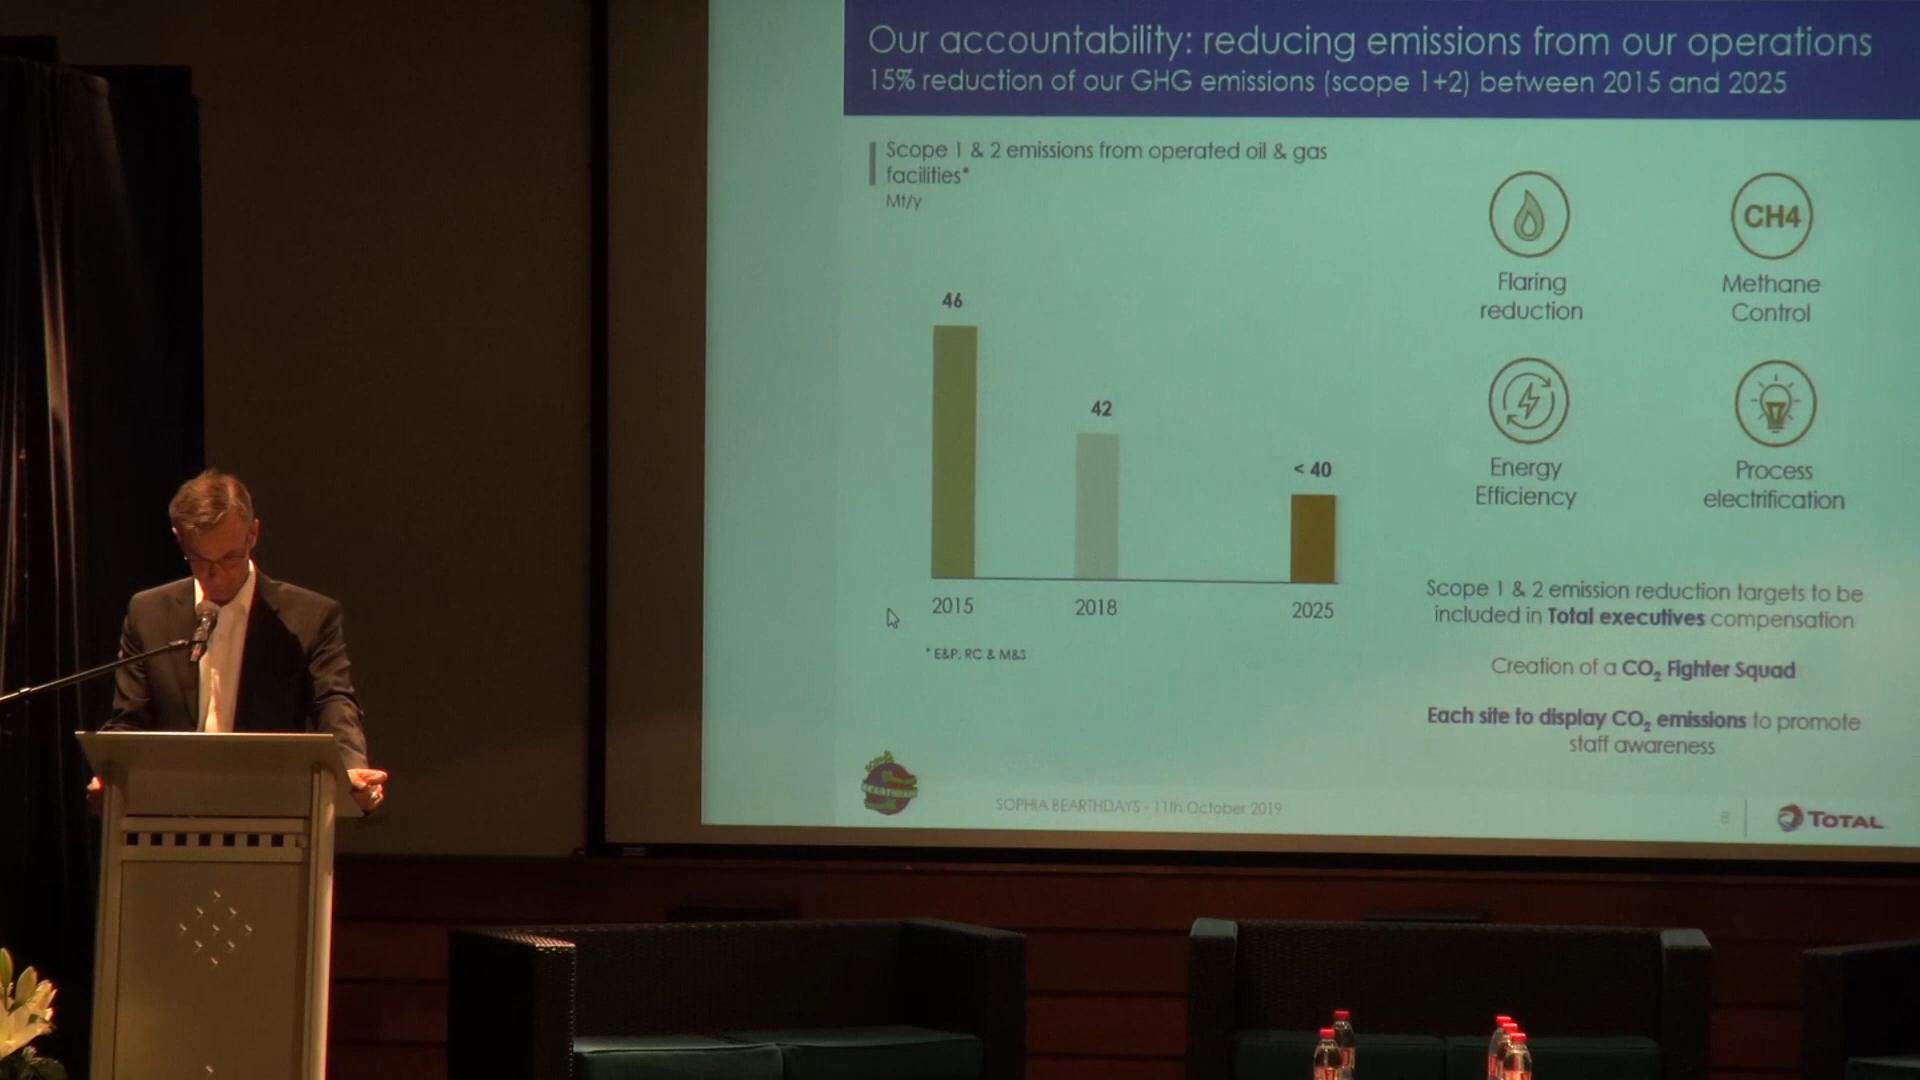 Our accountability: reducing emissions from our operations
15% reduction of our GHG emissions (scope 1+2) between 2015 and 2025
Scope 1 & 2 emissions from operated oil & gas
facilities*
Mt/y
46
42
< 40
2015
2018
2025
* E&P, RC & M&S
CH4
Flaring
reduction
Methane
Control
Energy
Efficiency
Process
electrification
Scope 1 & 2 emission reduction targets to be
included in Total executives compensation
Creation of a CO₂ Fighter Squad
Each site to display CO₂ emissions to promote
staff awareness
SOPHIA BEARTHDAYS - 11th October 2019
8
TOTAL